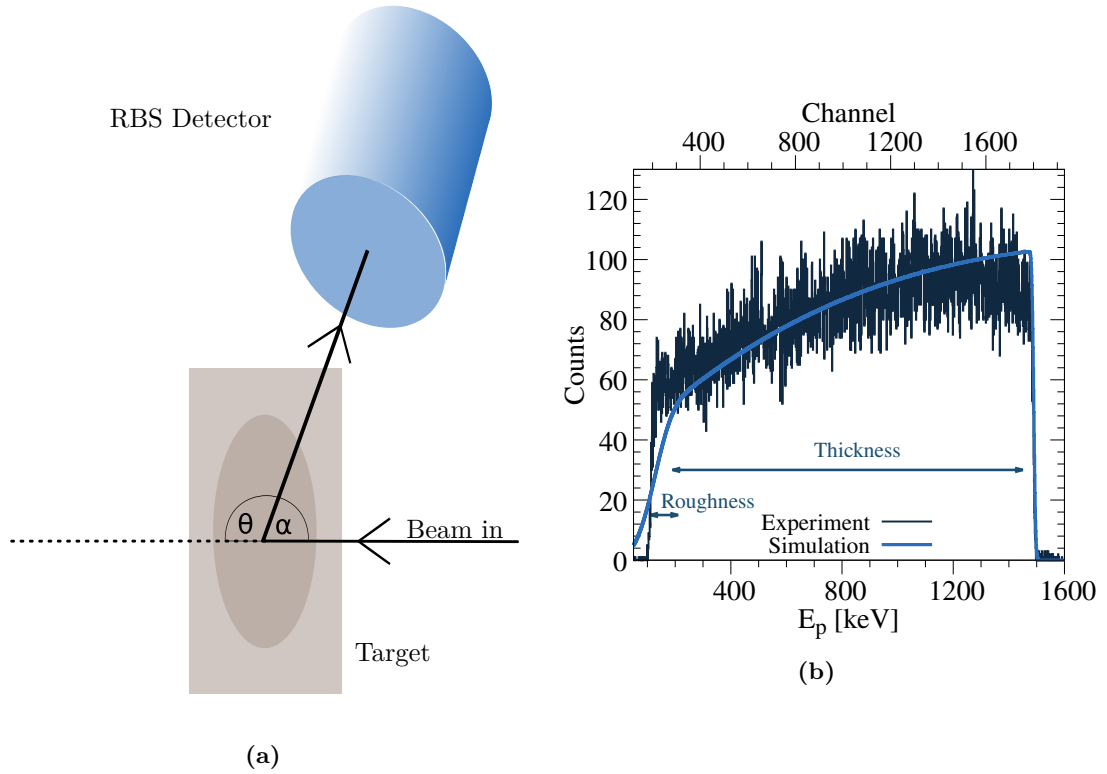 RBS Detector
θ α
Beam in
Target
(a)
Channel
400 800 1200 1600
120
100
80
60
40
20
0
Counts
Thickness
Roughness
Experiment
Simulation
400 800 1200 1600
E_p [keV]
(b)